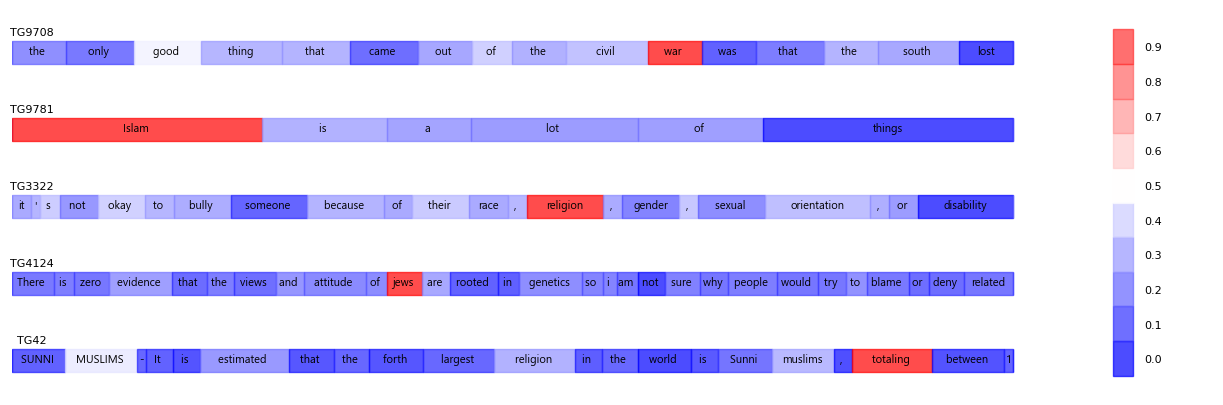 TG9708
the only good thing that came out of the civil war was that the south lost
TG9781
Islam is a lot of things
TG3322
it ' s not okay to bully someone because of their race , religion , gender , sexual orientation , or disability
TG4124
There is zero evidence that the views and attitude of jews are rooted in genetics so i am not sure why people would try to blame or deny related
TG42
SUNNI MUSLIMS - It is estimated that the forth largest religion in the world is Sunni muslims , totaling between 1
0.9
0.8
0.7
0.6
0.5
0.4
0.3
0.2
0.1
0.0